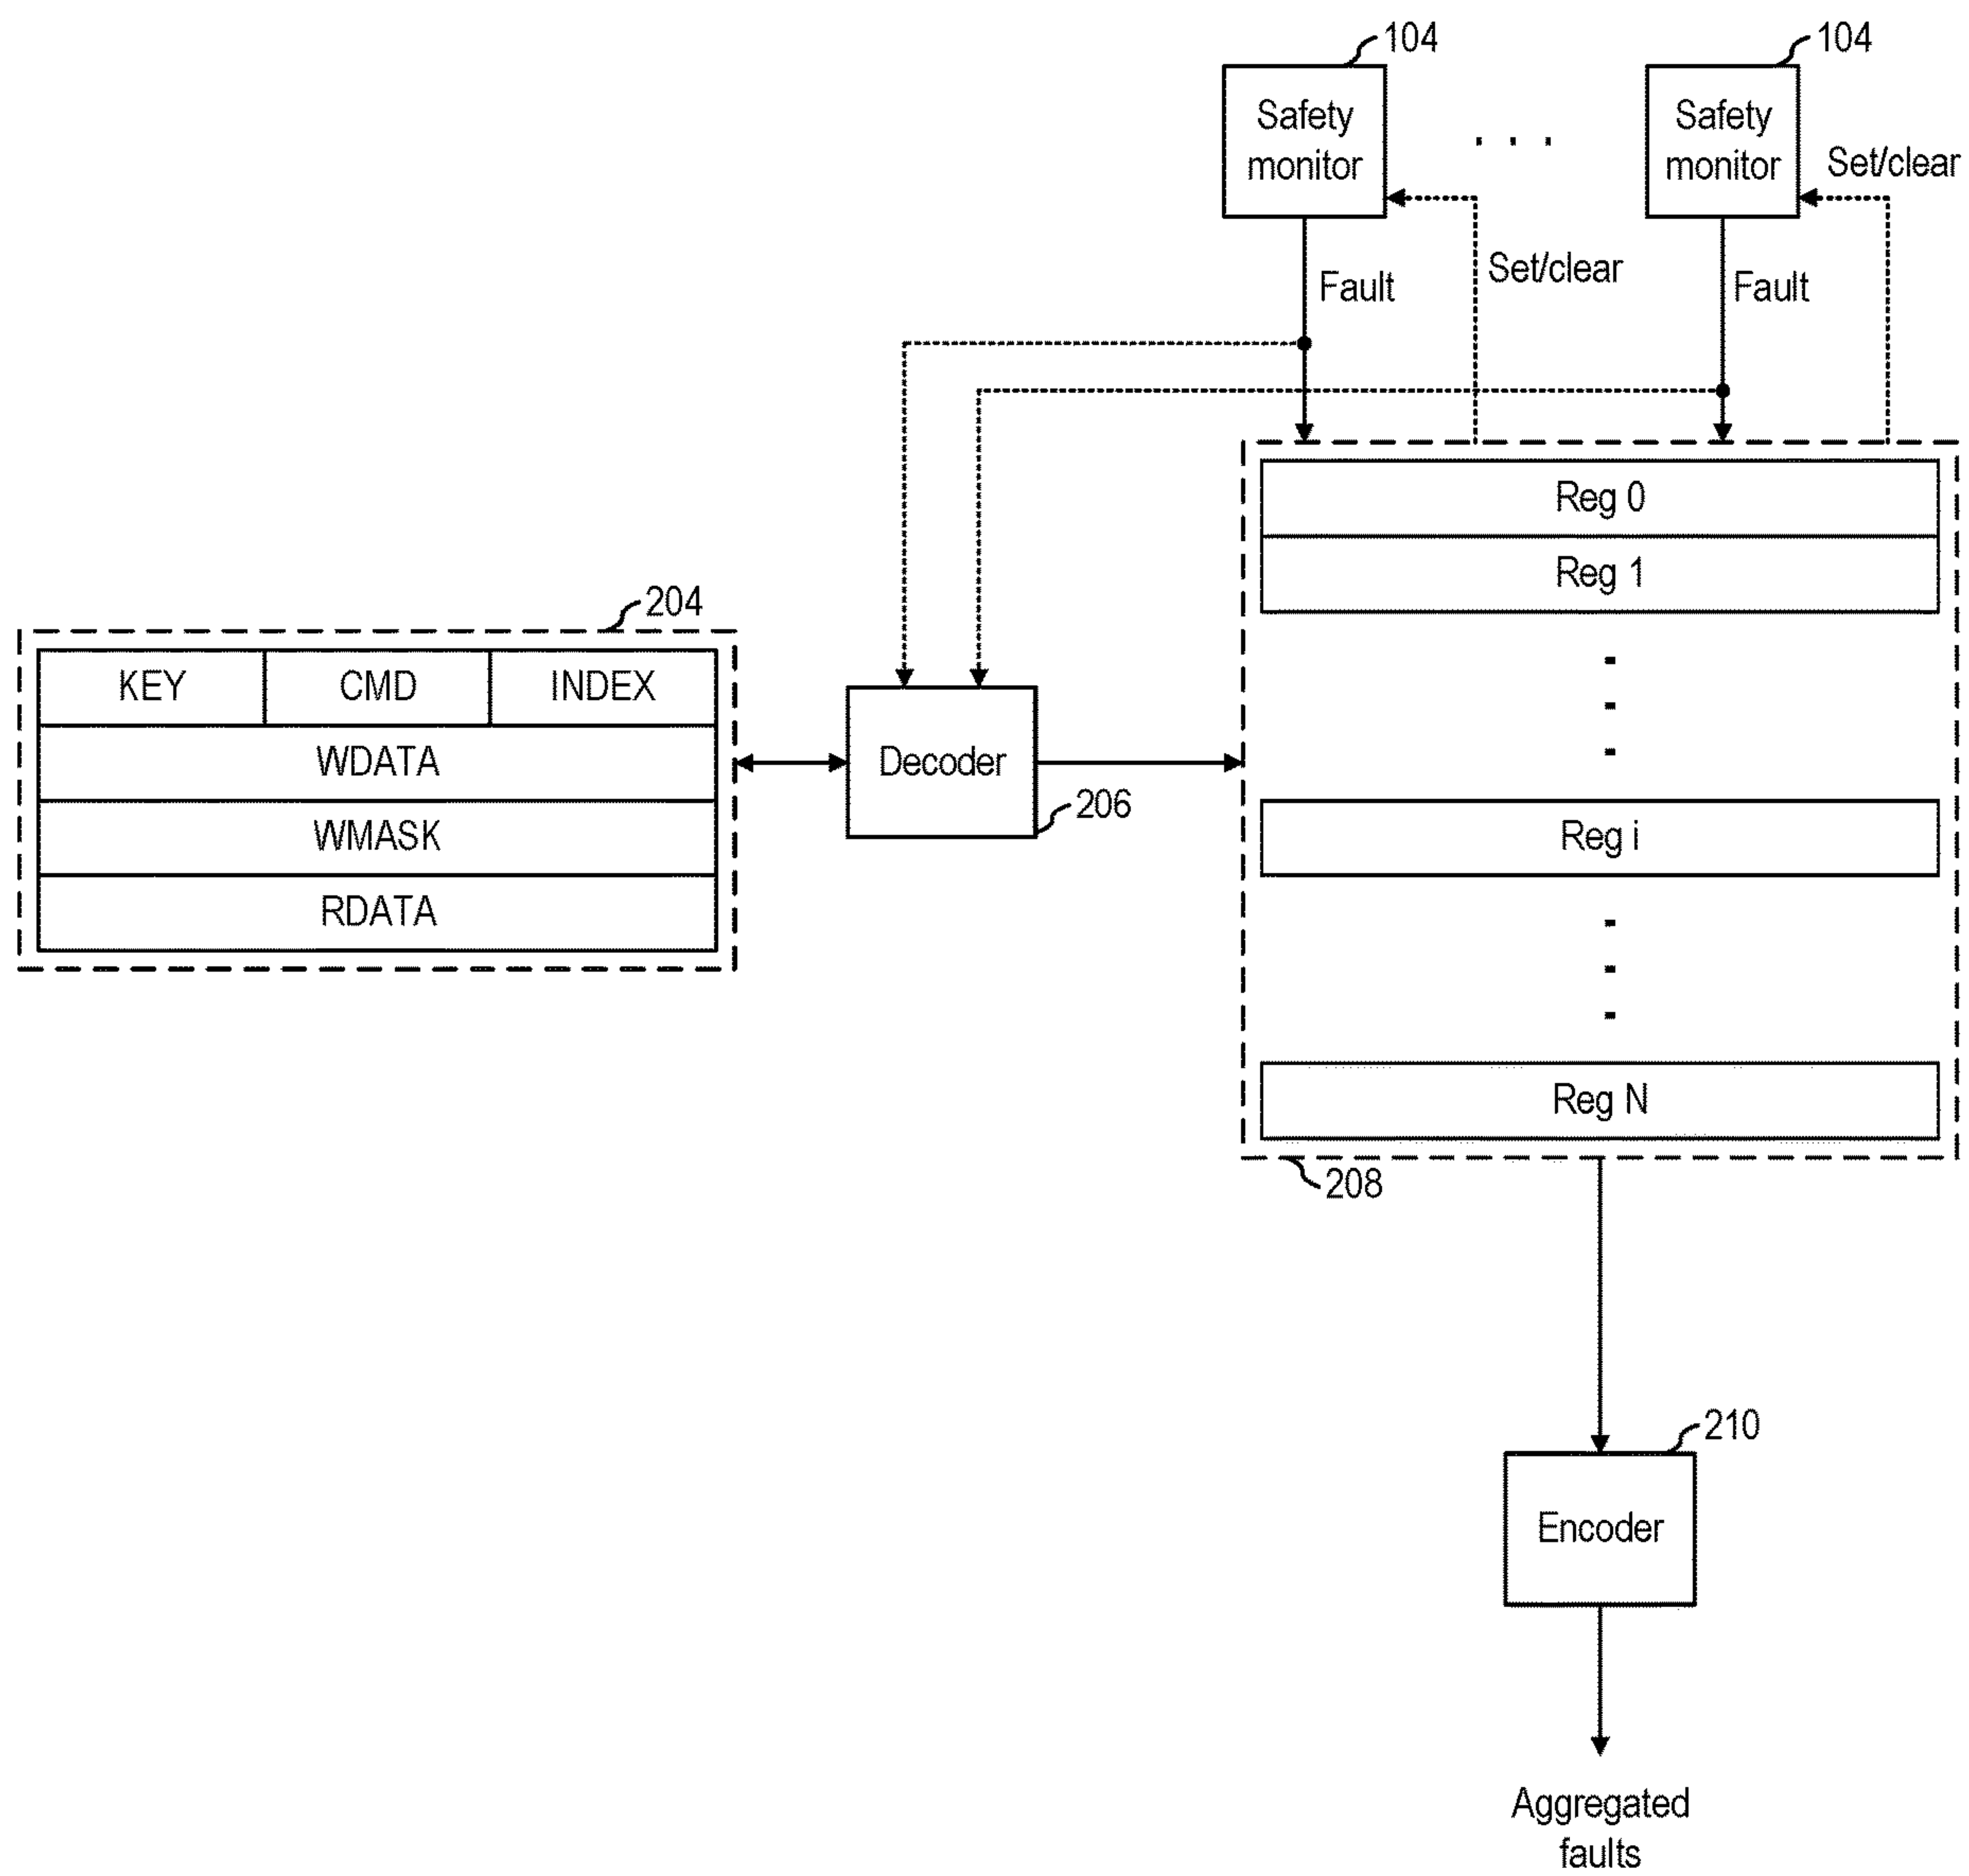 104
104
Safety
monitor
. . .
Safety
monitor
Set/clear
Fault
Set/clear
Fault
Reg 0
Reg 1
204
KEY
CMD
INDEX
WDATA
WMASK
RDATA
Decoder
206
Reg i
Reg N
208
210
Encoder
Aggregated
faults